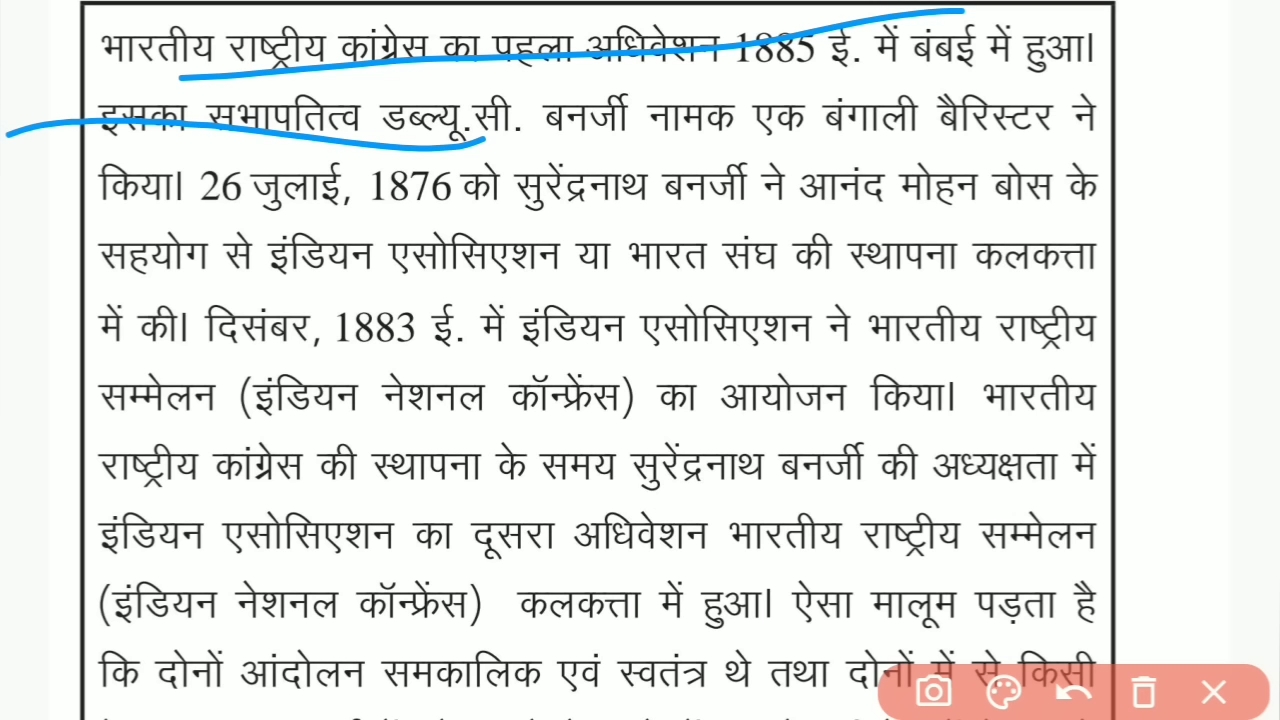 भारतीय राष्ट्रीय कांग्रेस का पहला अधिवेशन 1885 ई. में बंबई में हुआ।
इसका सभापतित्व डब्ल्यू.सी. बनर्जी नामक एक बंगाली बैरिस्टर ने
किया। 26 जुलाई, 1876 को सुरेंद्रनाथ बनर्जी ने आनंद मोहन बोस के
सहयोग से इंडियन एसोसिएशन या भारत संघ की स्थापना कलकत्ता
में की। दिसंबर, 1883 ई. में इंडियन एसोसिएशन ने भारतीय राष्ट्रीय
सम्मेलन (इंडियन नेशनल कॉन्फ्रेंस) का आयोजन किया। भारतीय
राष्ट्रीय कांग्रेस की स्थापना के समय सुरेंद्रनाथ बनर्जी की अध्यक्षता में
इंडियन एसोसिएशन का दूसरा अधिवेशन भारतीय राष्ट्रीय सम्मेलन
(इंडियन नेशनल कॉन्फ्रेंस) कलकत्ता में हुआ। ऐसा मालूम पड़ता है
कि दोनों आंदोलन समकालिक एवं स्वतंत्र थे तथा दोनों में से किसी